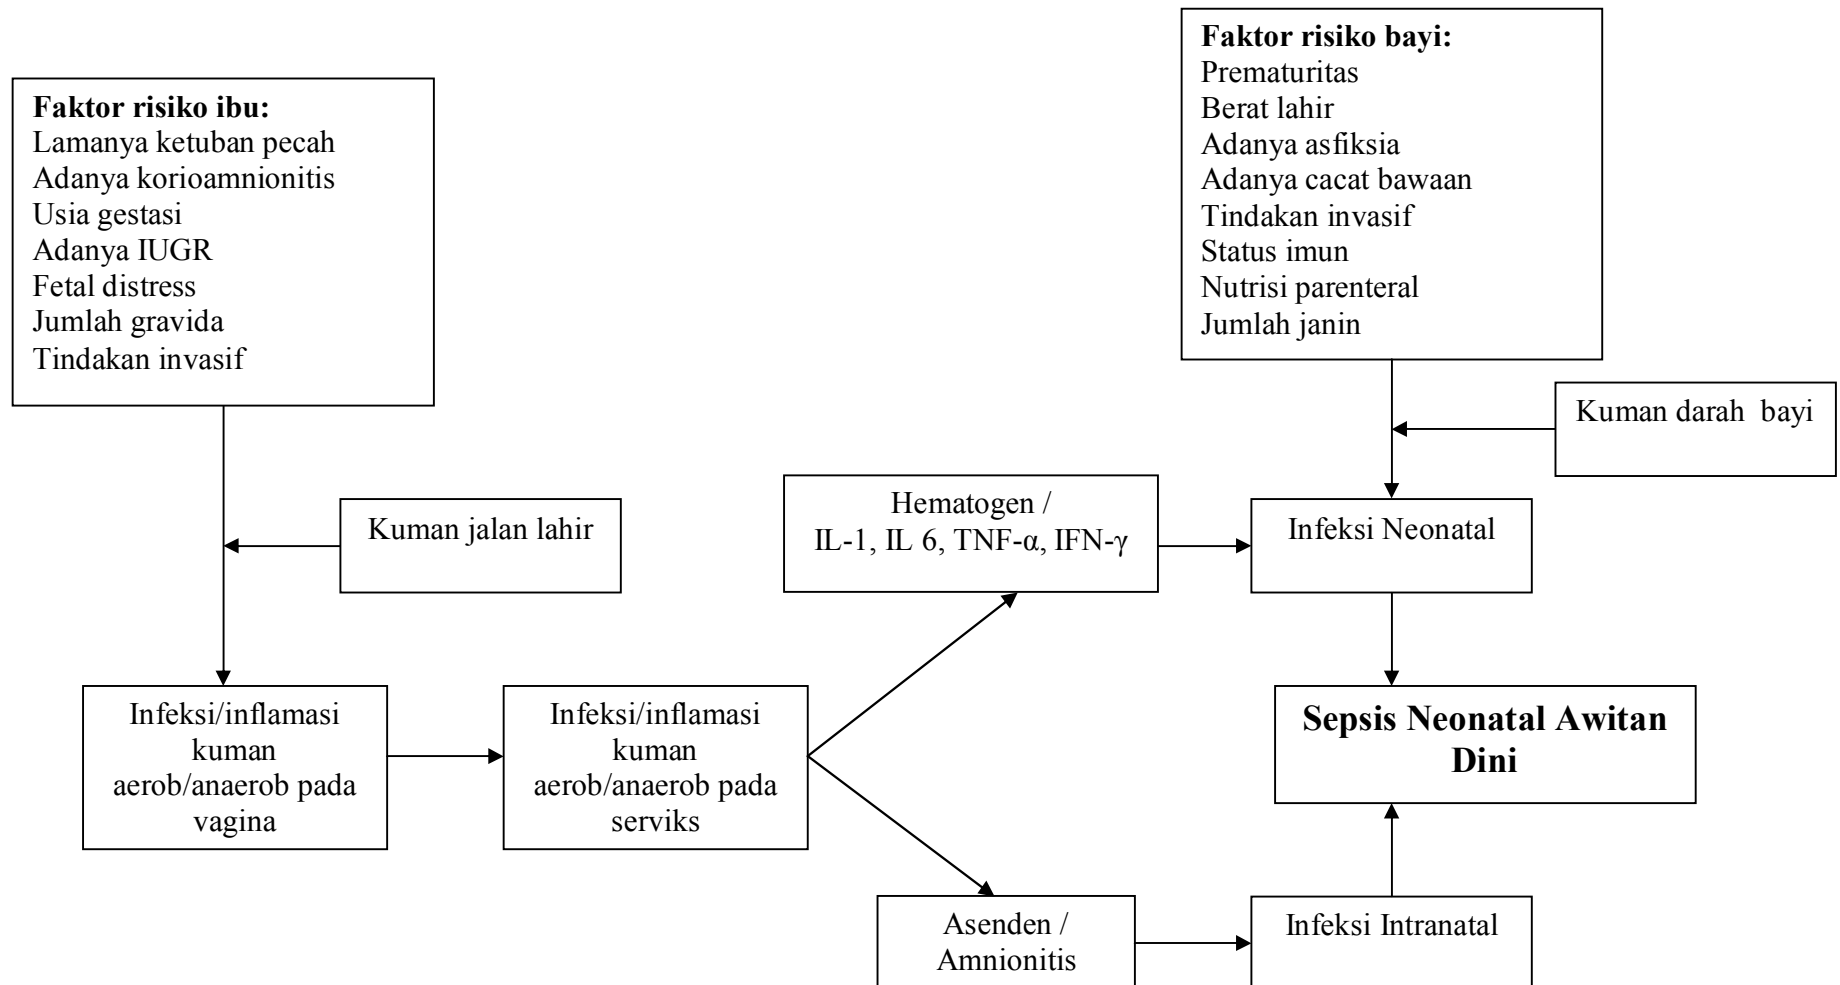 Faktor risiko bayi:
Prematuritas
Berat lahir
Adanya asfiksia
Adanya cacat bawaan
Tindakan invasif
Status imun
Nutrisi parenteral
Jumlah janin
Faktor risiko ibu:
Lamanya ketuban pecah
Adanya korioamnionitis
Usia gestasi
Adanya IUGR
Fetal distress
Jumlah gravida
Tindakan invasif
Kuman darah  bayi
Kuman jalan lahir
Hematogen /
IL-1, IL 6, TNF-α, IFN-γ
Infeksi Neonatal
Infeksi/inflamasi
kuman
aerob/anaerob pada
vagina
Infeksi/inflamasi
kuman
aerob/anaerob pada
serviks
Sepsis Neonatal Awitan
Dini
Asenden /
Amnionitis
Infeksi Intranatal